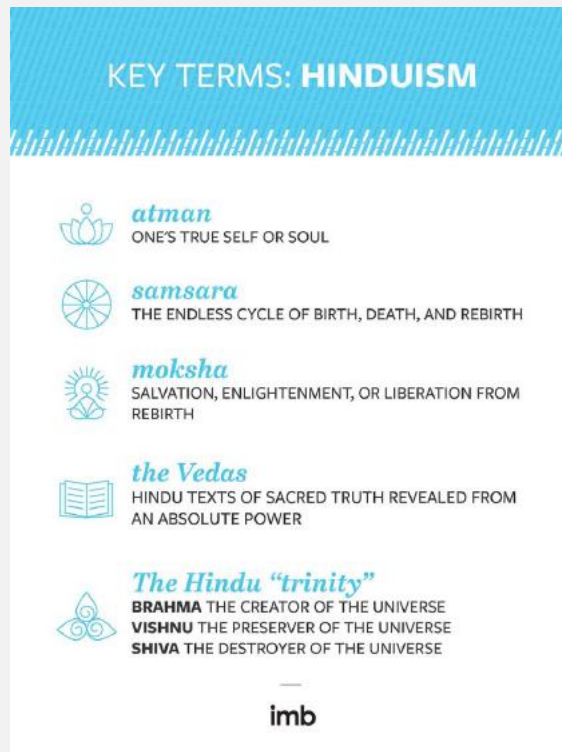 KEY TERMS: HINDUISM
atman
ONE'S TRUE SELF OR SOUL
samsara
THE ENDLESS CYCLE OF BIRTH, DEATH, AND REBIRTH
moksha
SALVATION, ENLIGHTENMENT, OR LIBERATION FROM
REBIRTH
the Vedas
HINDU TEXTS OF SACRED TRUTH REVEALED FROM
AN ABSOLUTE POWER
The Hindu “trinity”
BRAHMA THE CREATOR OF THE UNIVERSE
VISHNU THE PRESERVER OF THE UNIVERSE
SHIVA THE DESTROYER OF THE UNIVERSE
imb